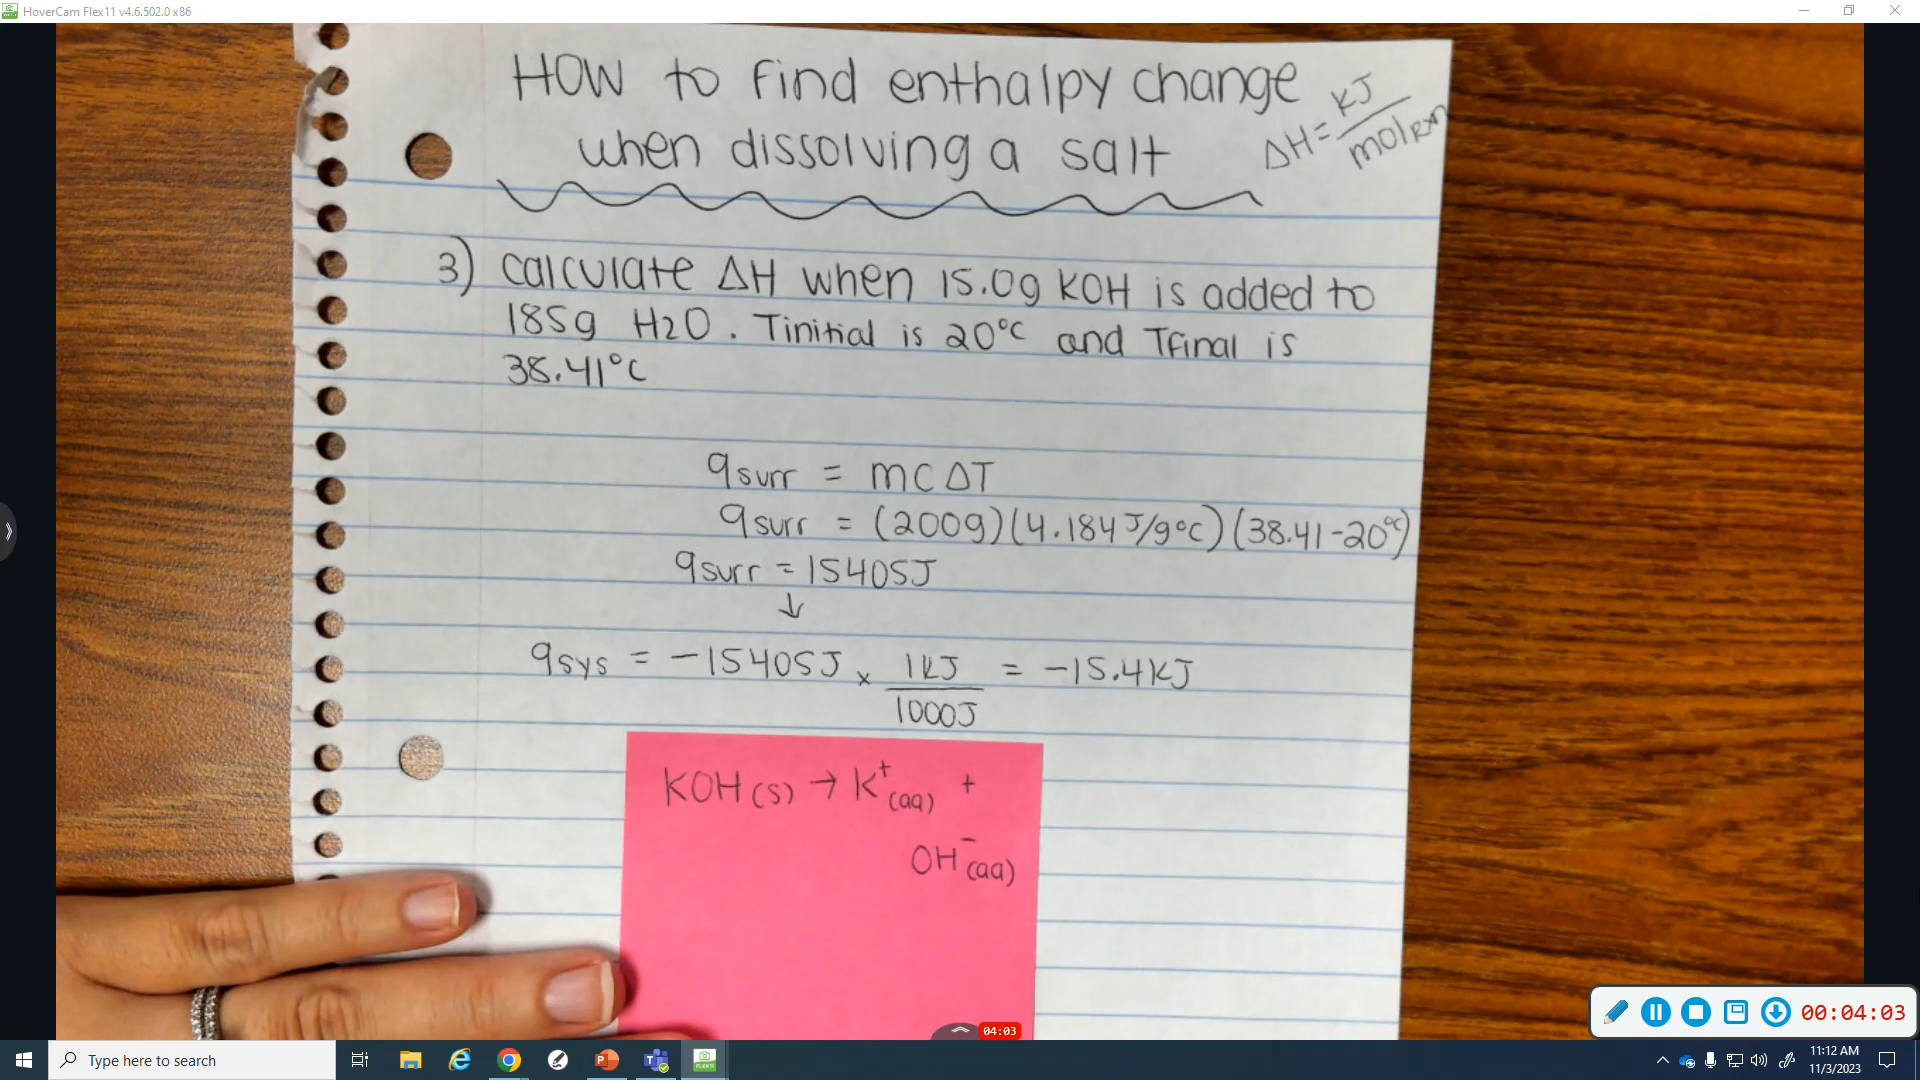 HoverCam Flex11 v4.6.502.0 x86
HOW to find enthalpy change
when dissolving a salt
ΔH = kJ/molrxn
3) Calculate ΔH when 15.0g KOH is added to
185g H2O. Tinitial is 20°C and Tfinal is
38.41°C
qsurr = mCΔT
qsurr = (200g)(4.184J/g°C)(38.41-20°C)
qsurr = 15405J
↓
qsys = -15405J x 1kJ/1000J = -15.4kJ
KOH(s) → K⁺(aq) +
OH⁻(aq)
04:03
00:04:03
Type here to search
11:12 AM
11/3/2023